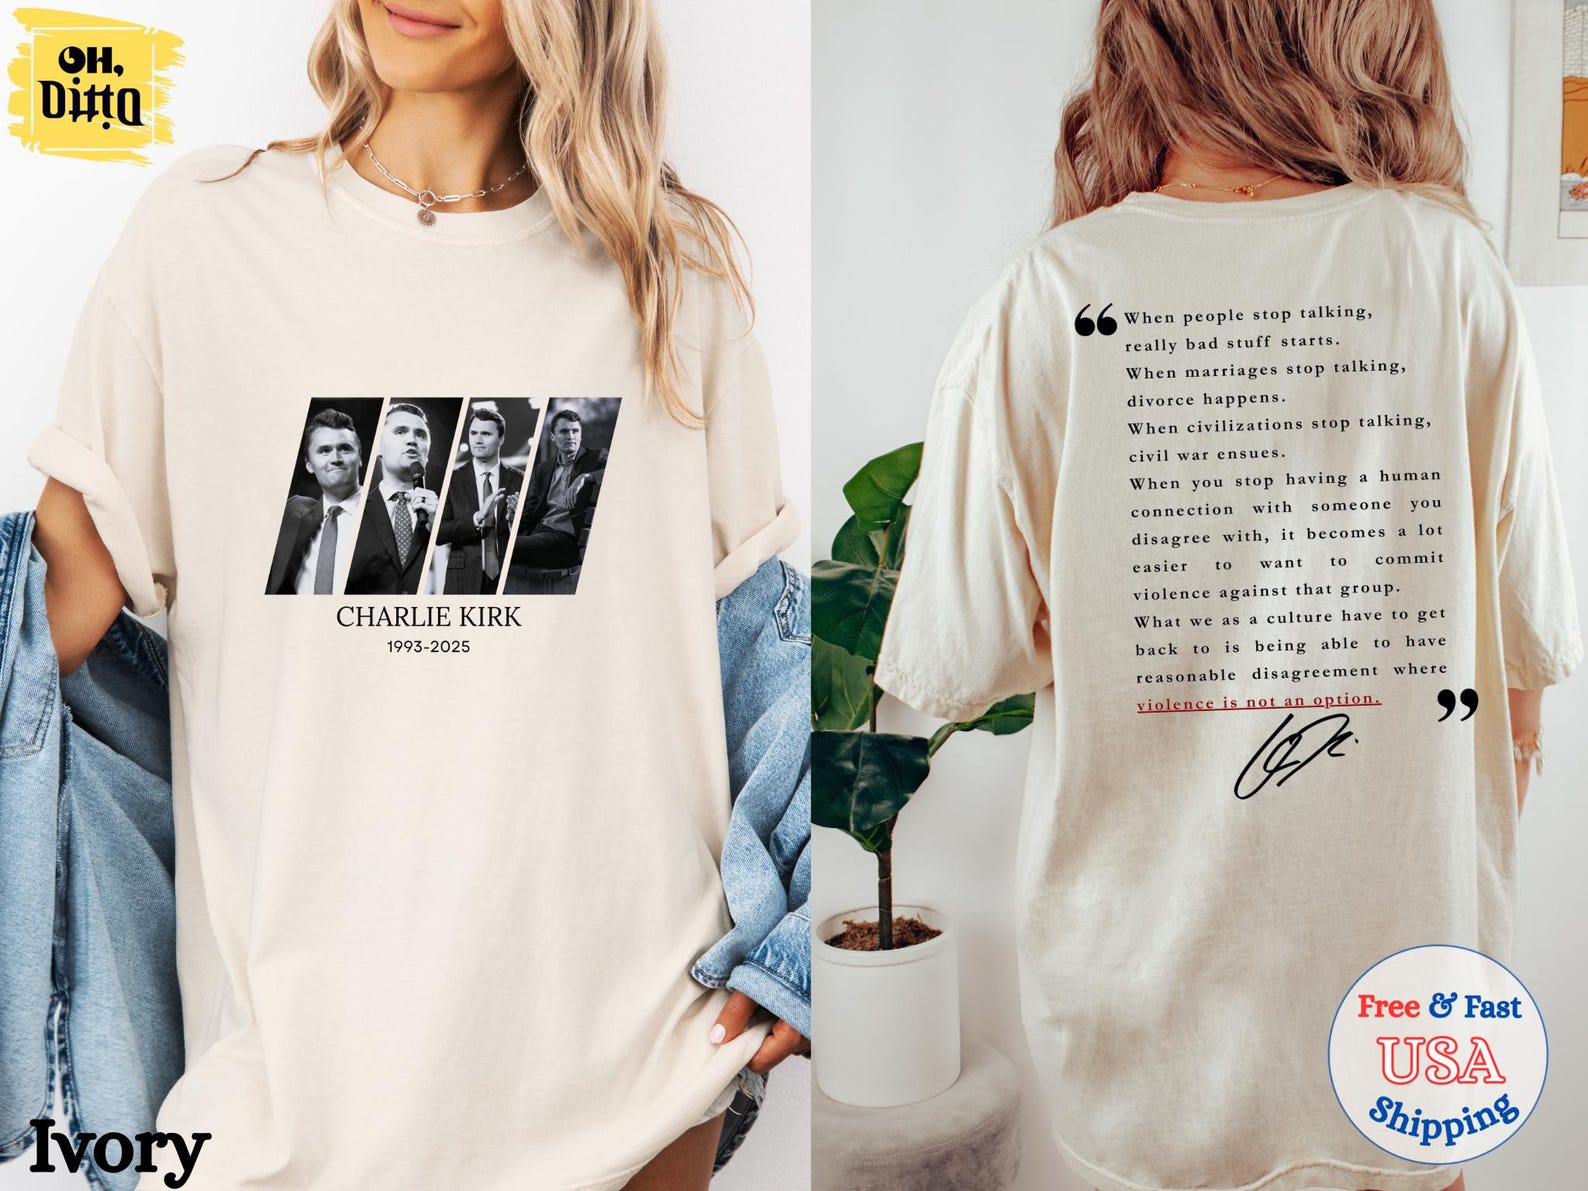 OH,
Ditto
CHARLIE KIRK
1993-2025
Ivory
“When people stop talking,
really bad stuff starts.
When marriages stop talking,
divorce happens.
When civilizations stop talking,
civil war ensues.
When you stop having a human
connection with someone you
disagree with, it becomes a lot
easier to want to commit
violence against that group.
What we as a culture have to get
back to is being able to have
reasonable disagreement where
violence is not an option.”
Free & Fast
USA
Shipping